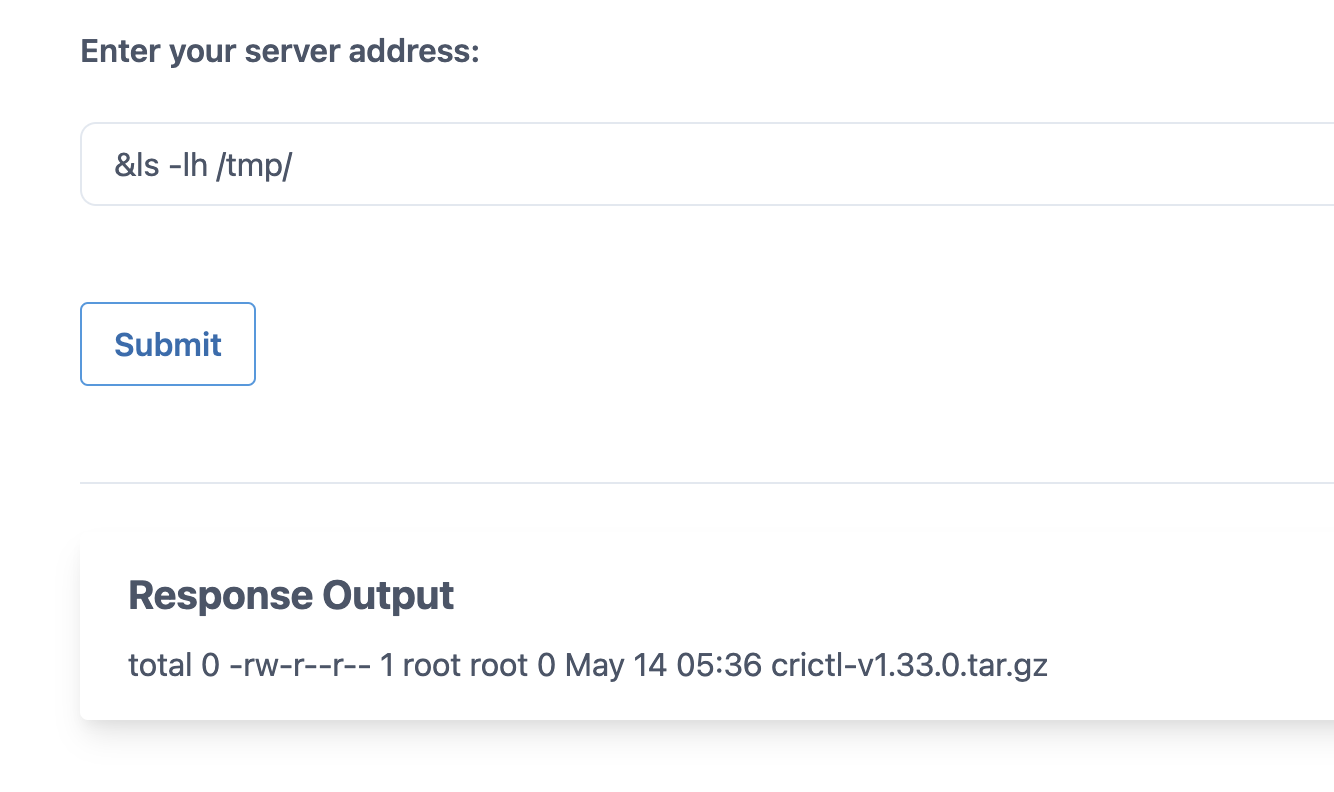 Enter your server address:
&ls -lh /tmp/
Submit
Response Output
total 0 -rw-r--r-- 1 root root 0 May 14 05:36 crictl-v1.33.0.tar.gz